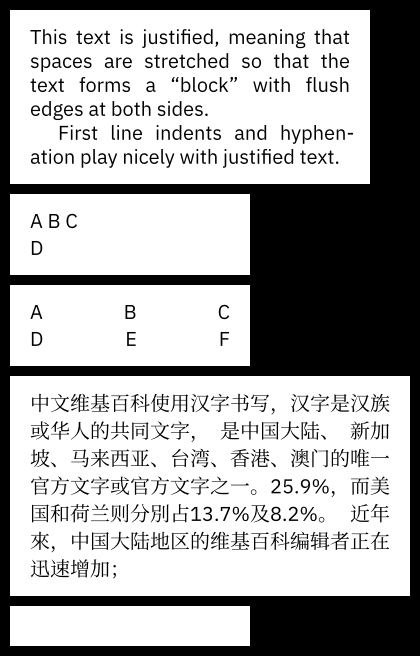 This text is justified, meaning that
spaces are stretched so that the
text forms a “block” with flush
edges at both sides.
First line indents and hyphen-
ation play nicely with justified text.
A B C
D
A B C
D E F
中文维基百科使用汉字书写，汉字是汉族
或华人的共同文字， 是中国大陆、 新加
坡、马来西亚、台湾、香港、澳门的唯一
官方文字或官方文字之一。25.9%，而美
国和荷兰则分別占13.7%及8.2%。 近年
來，中国大陆地区的维基百科编辑者正在
迅速增加；